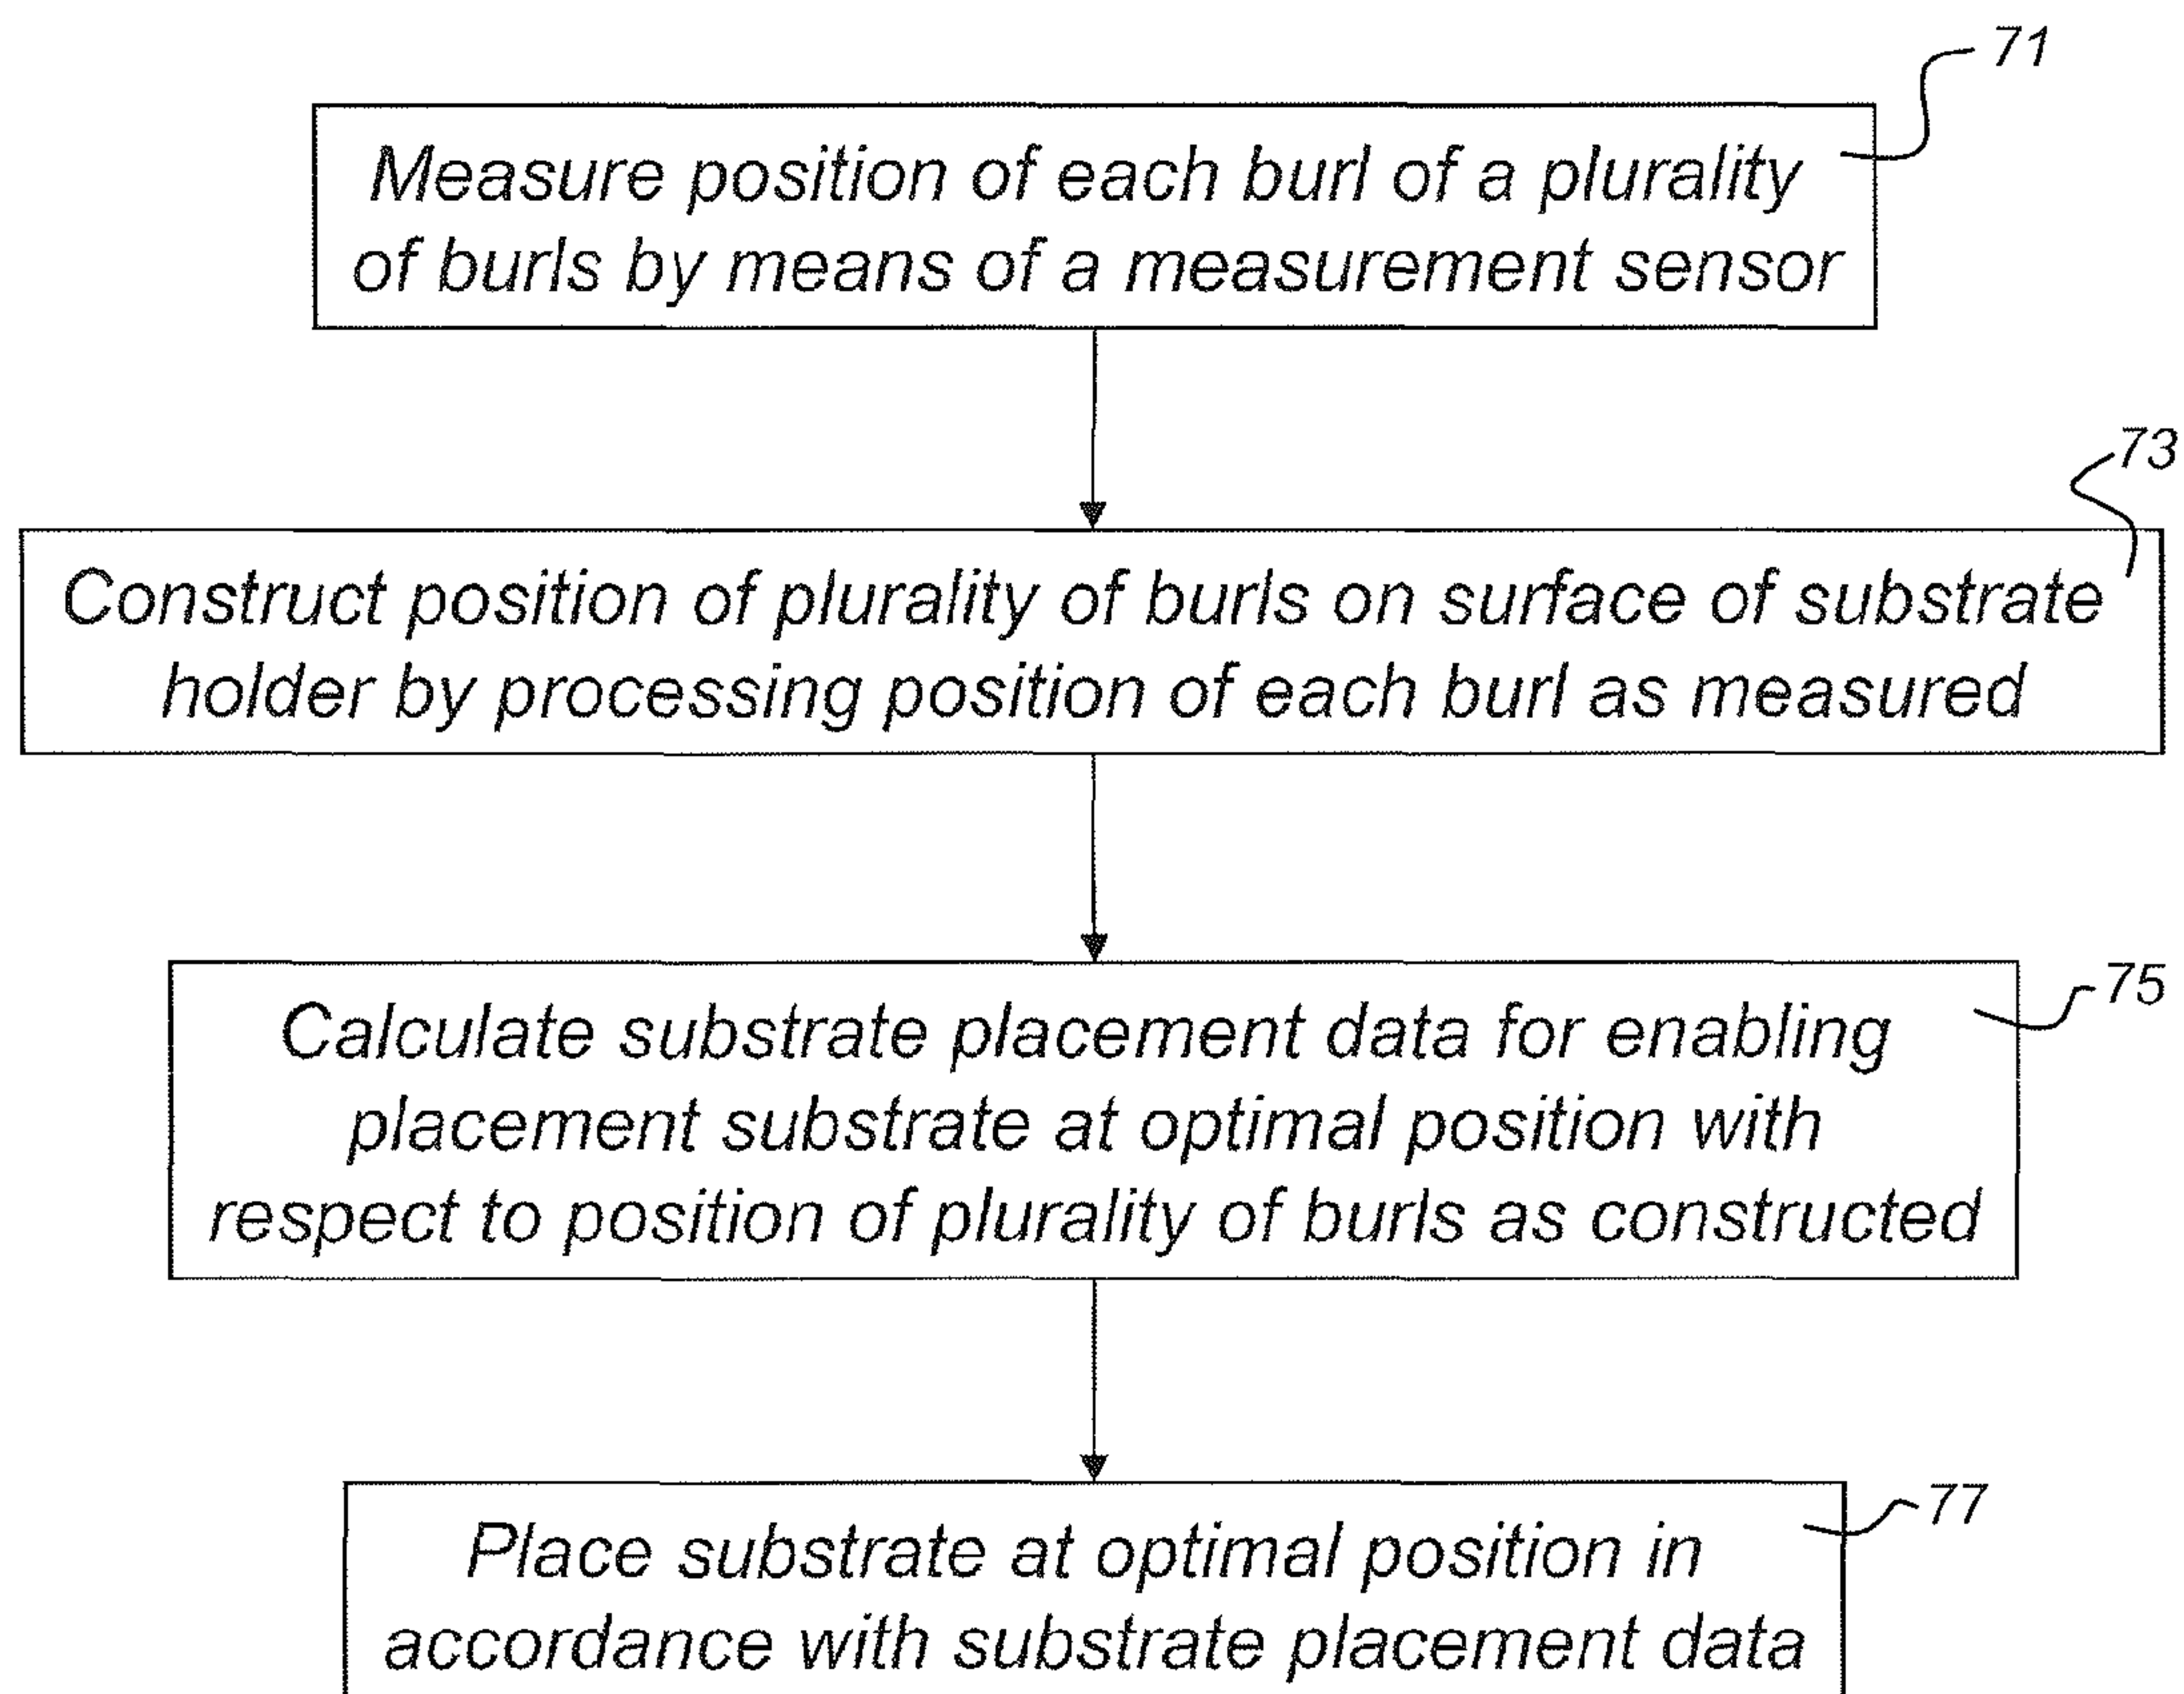 71
Measure position of each burl of a plurality
of burls by means of a measurement sensor
73
Construct position of plurality of burls on surface of substrate
holder by processing position of each burl as measured
75
Calculate substrate placement data for enabling
placement substrate at optimal position with
respect to position of plurality of burls as constructed
77
Place substrate at optimal position in
accordance with substrate placement data